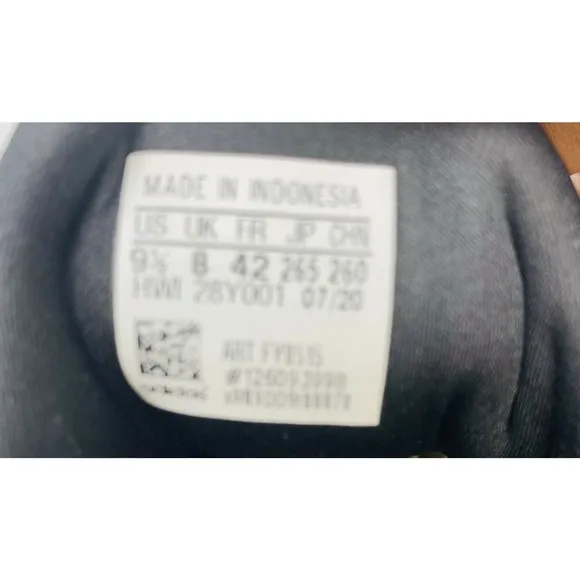 MADE IN INDONESIA
US UK FR JP CHN
9½ 8 42 265 260
HWI 28Y001 07/20
ART
adidas